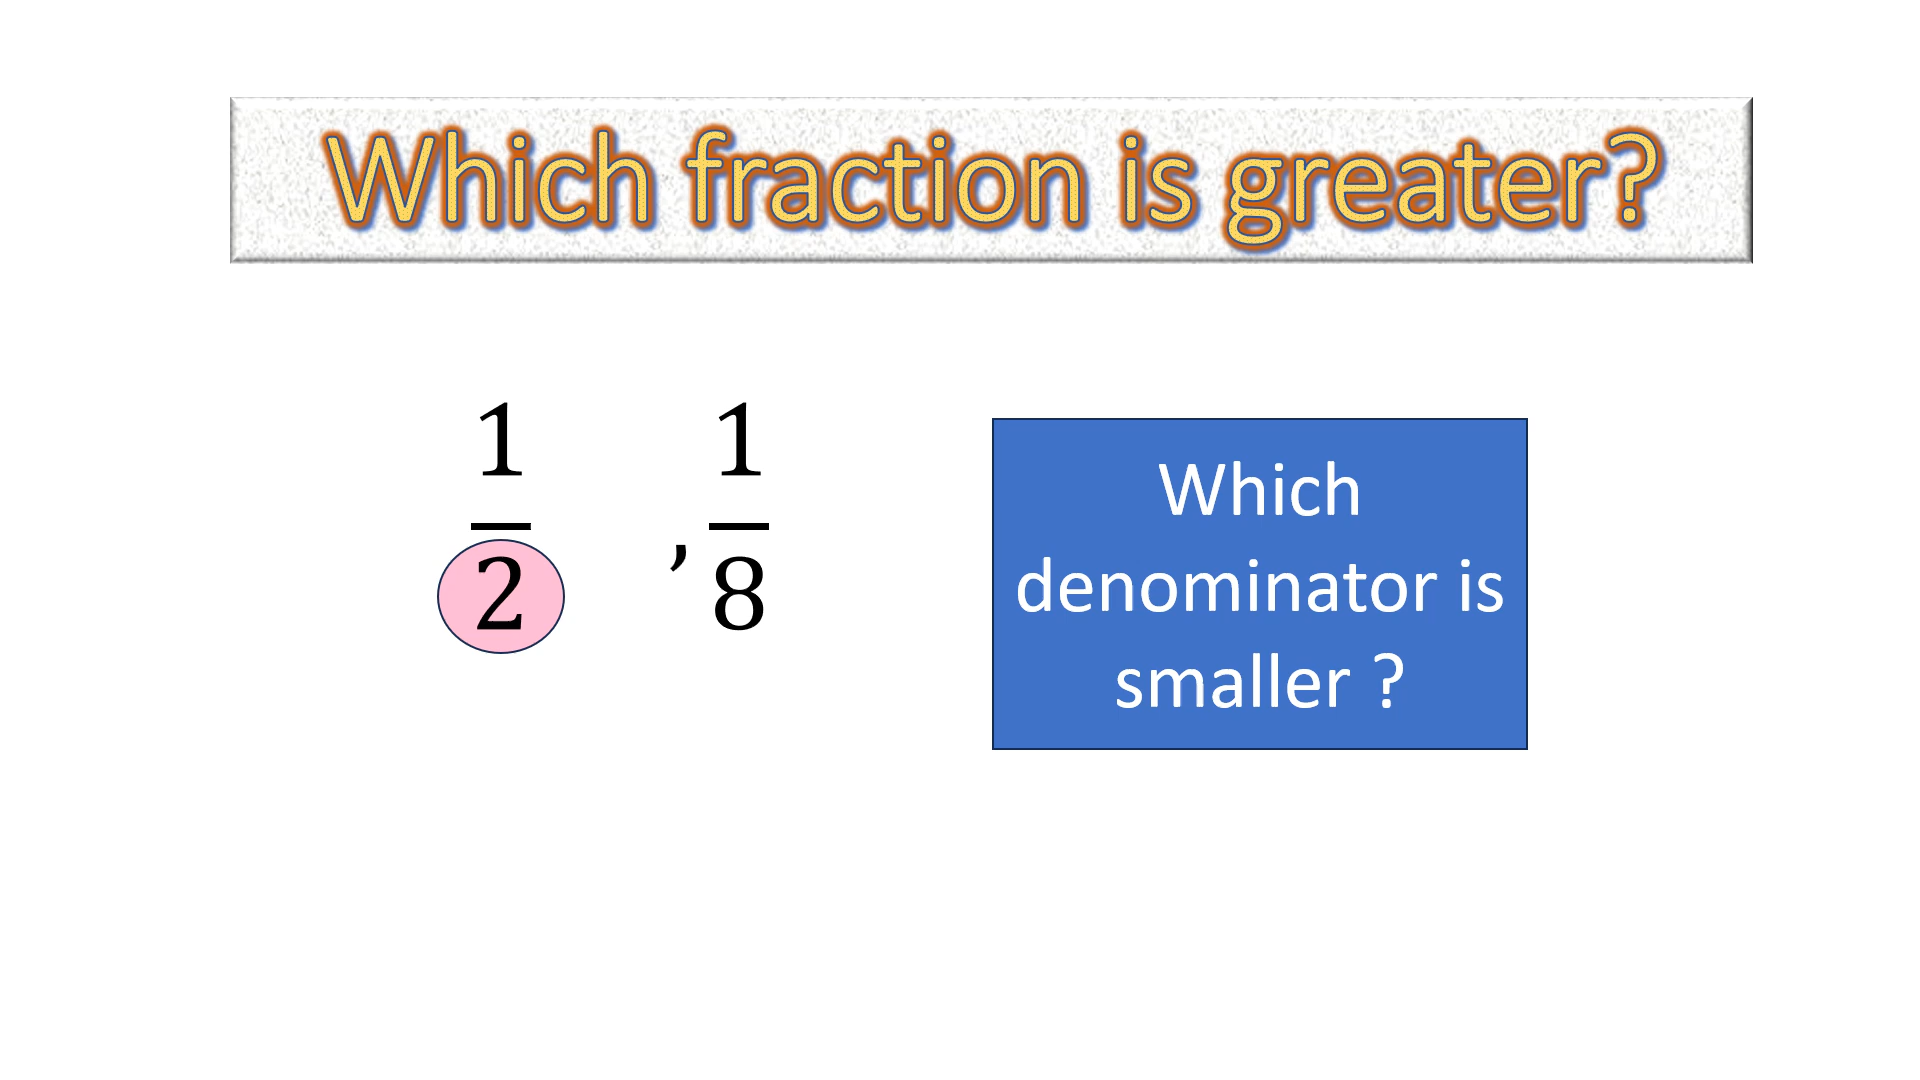 Which fraction is greater?
1/2 , 1/8
Which
denominator is
smaller ?